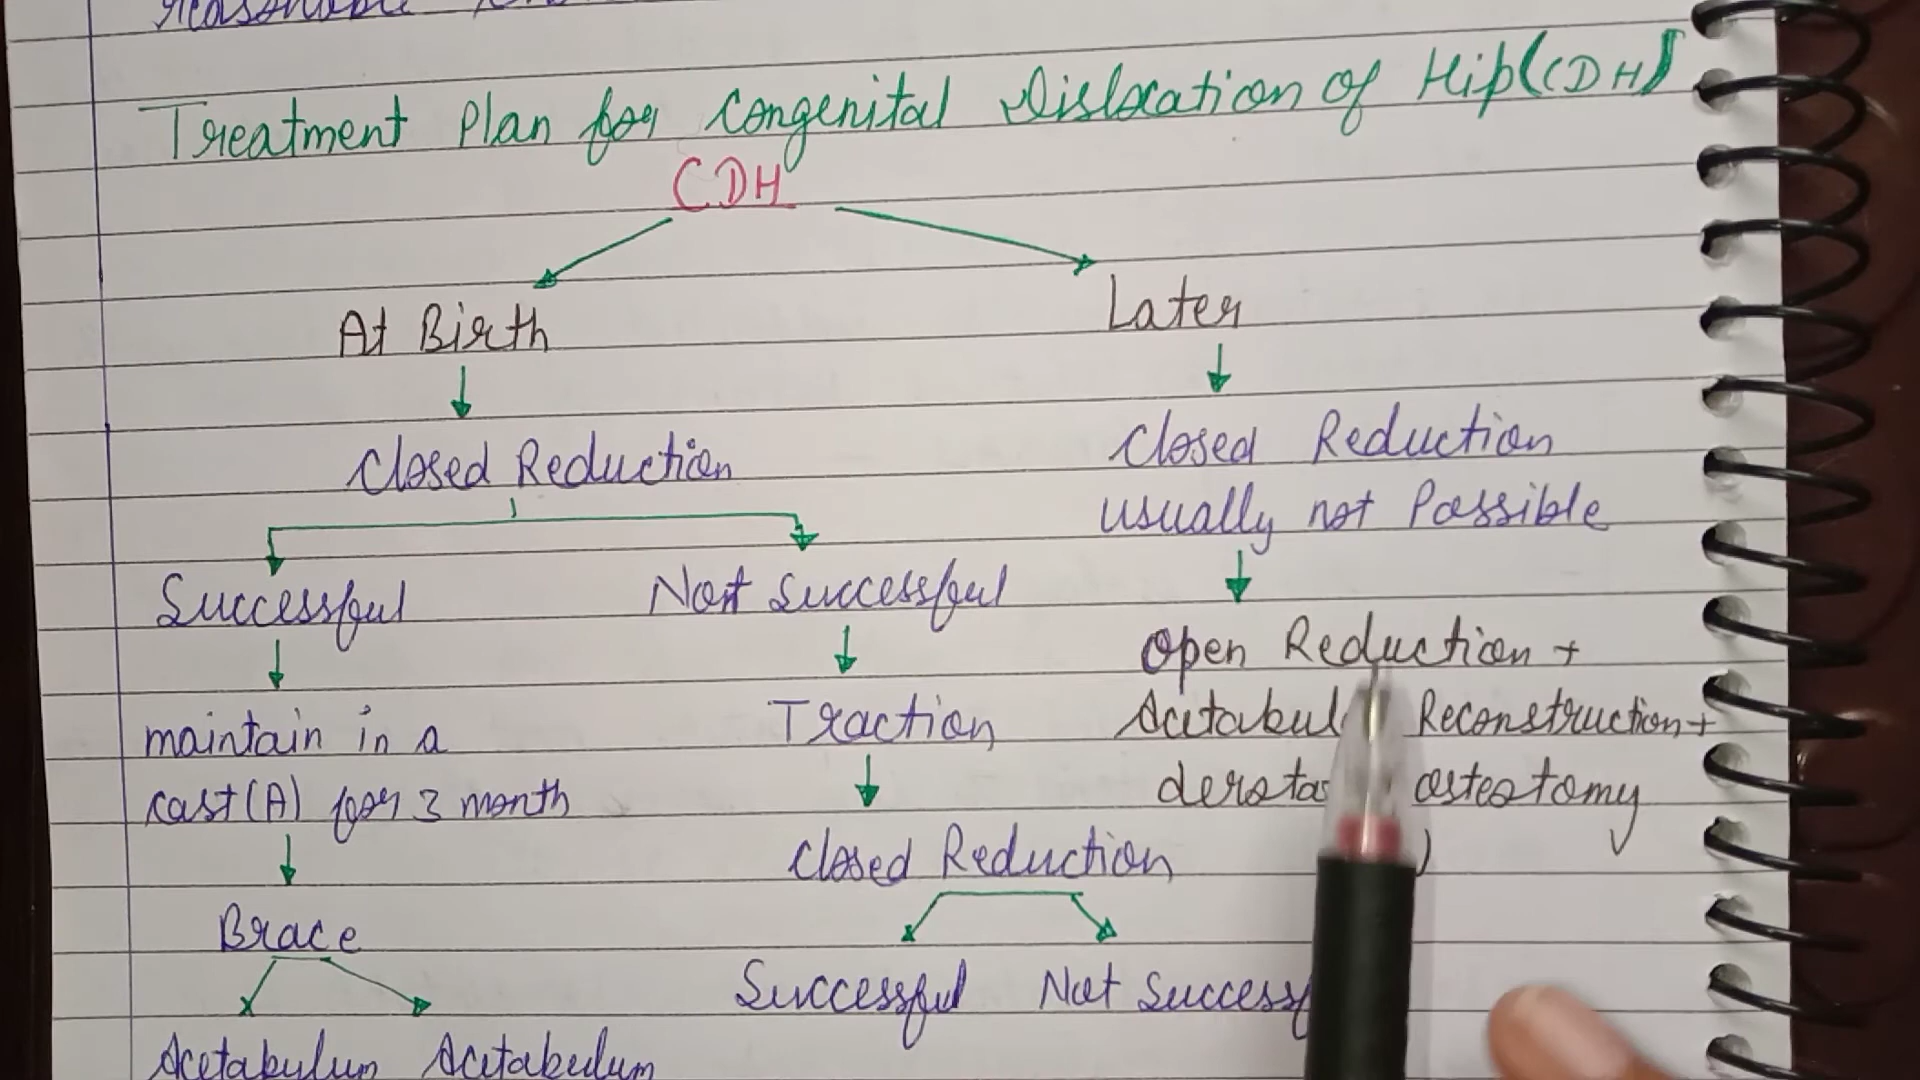 Treatment Plan for Congenital Dislocation of Hip (CDH)
CDH
At Birth
Later
Closed Reduction
Closed Reduction
usually not Possible
Successful
Not Successful
Open Reduction +
maintain in a
Traction
Reconstruction +
cast (A) for 3 month
osteotomy
Closed Reduction
Brace
Successful
Not
Acetabulum
Acetabulum